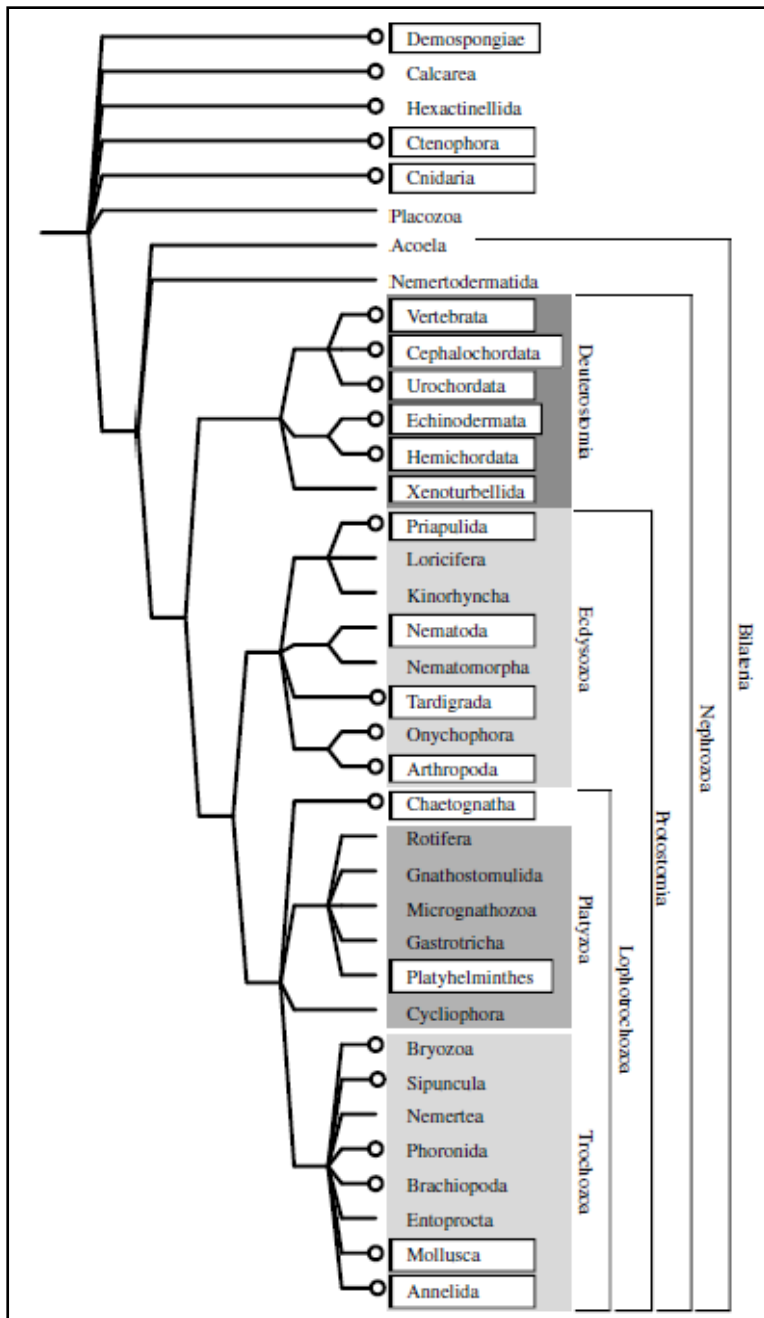 Demospongiae
Calcarea
Hexactinellida
Ctenophora
Cnidaria
Placozoa
Acoela
Nemertodermatida
Vertebrata
Cephalochordata
Urochordata
Echinodermata
Hemichordata
Xenoturbellida
Priapulida
Loricifera
Kinorhyncha
Nematoda
Nematomorpha
Tardigrada
Onychophora
Arthropoda
Chaetognatha
Rotifera
Gnathostomulida
Micrognathozoa
Gastrotricha
Platyhelminthes
Cycliophora
Bryozoa
Sipuncula
Nemertea
Phoronida
Brachiopoda
Entoprocta
Mollusca
Annelida
Deuterostomia
Ecdysozoa
Platyzoa
Trochozoa
Lophotrochozoa
Protostomia
Nephrozoa
Bilateria